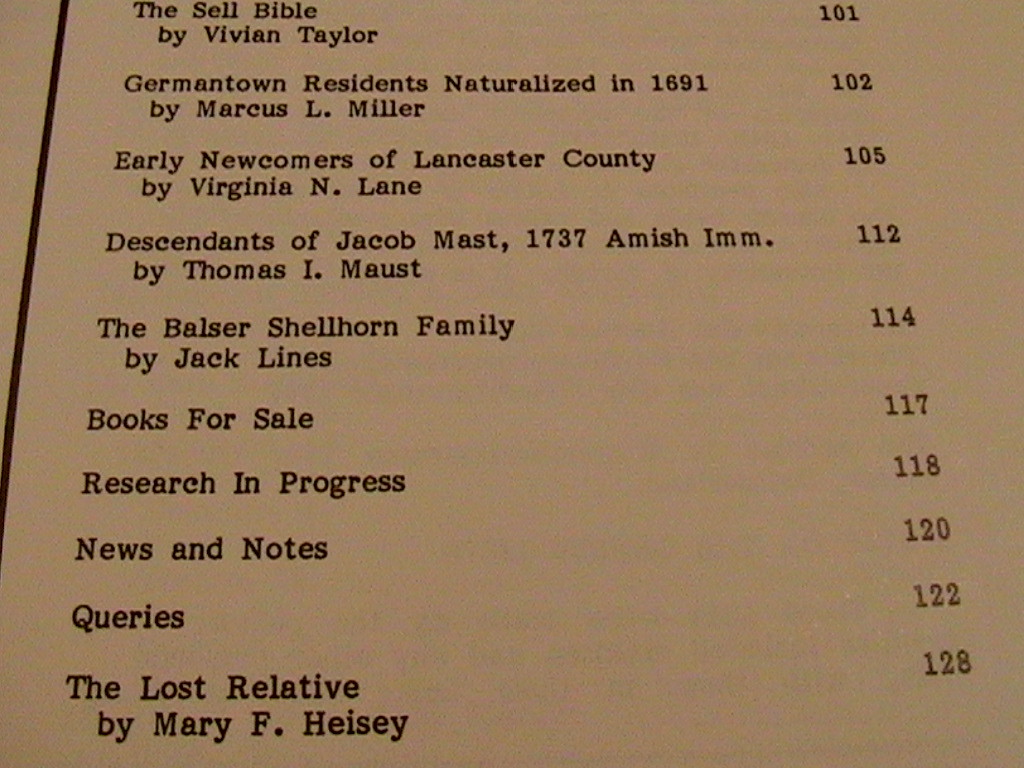 The Sell Bible 101
by Vivian Taylor
Germantown Residents Naturalized in 1691 102
by Marcus L. Miller
Early Newcomers of Lancaster County 105
by Virginia N. Lane
Descendants of Jacob Mast, 1737 Amish Imm. 112
by Thomas I. Maust
The Balser Shellhorn Family 114
by Jack Lines
Books For Sale 117
Research In Progress 118
News and Notes 120
Queries 122
The Lost Relative 128
by Mary F. Heisey